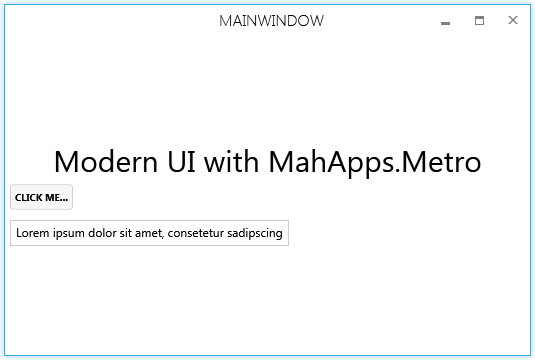 MAINWINDOW
Modern UI with MahApps.Metro
CLICK ME...
Lorem ipsum dolor sit amet, consetetur sadipscing